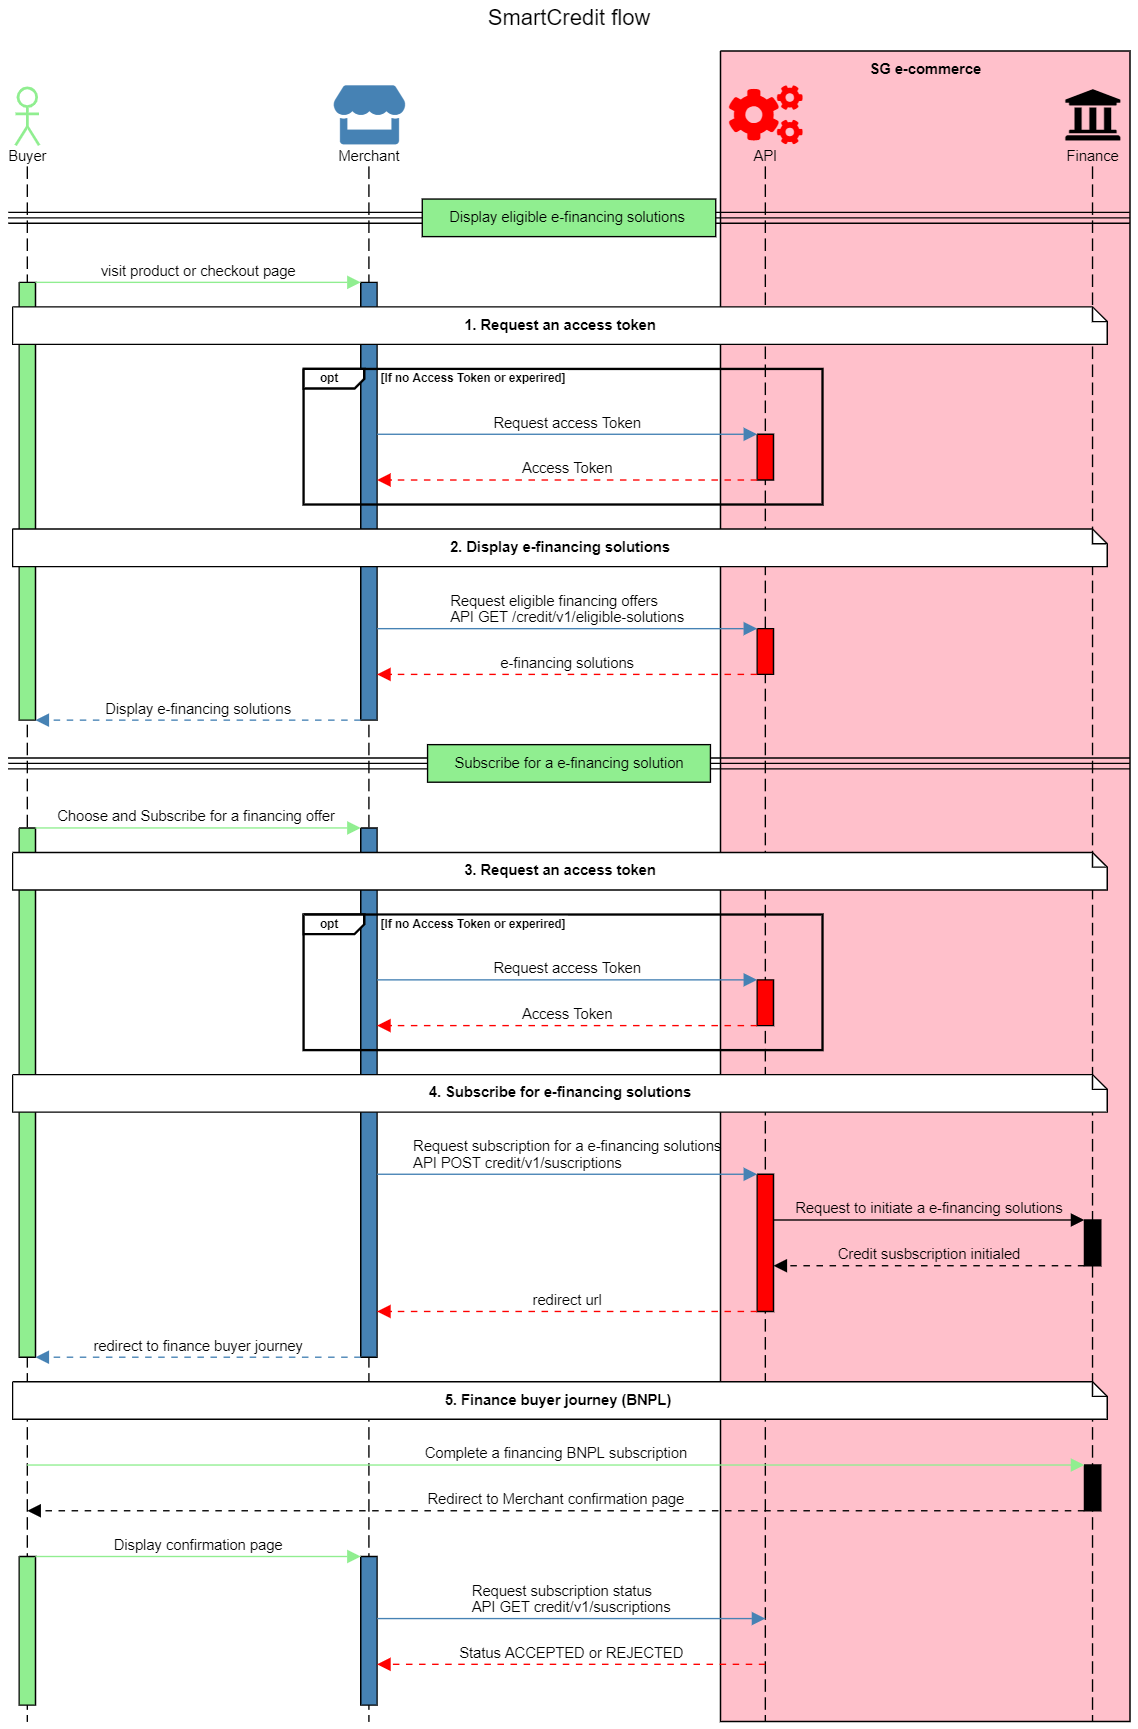 SmartCredit flow
SG e-commerce
Buyer
Merchant
API
Finance
Display eligible e-financing solutions
visit product or checkout page
1. Request an access token
opt
[If no Access Token or experired]
Request access Token
Access Token
2. Display e-financing solutions
Request eligible financing offers
API GET /credit/v1/eligible-solutions
e-financing solutions
Display e-financing solutions
Subscribe for a e-financing solution
Choose and Subscribe for a financing offer
3. Request an access token
opt
[If no Access Token or experired]
Request access Token
Access Token
4. Subscribe for e-financing solutions
Request subscription for a e-financing solutions
API POST credit/v1/suscriptions
Request to initiate a e-financing solutions
Credit susbscription initialed
redirect url
redirect to finance buyer journey
5. Finance buyer journey (BNPL)
Complete a financing BNPL subscription
Redirect to Merchant confirmation page
Display confirmation page
Request subscription status
API GET credit/v1/suscriptions
Status ACCEPTED or REJECTED